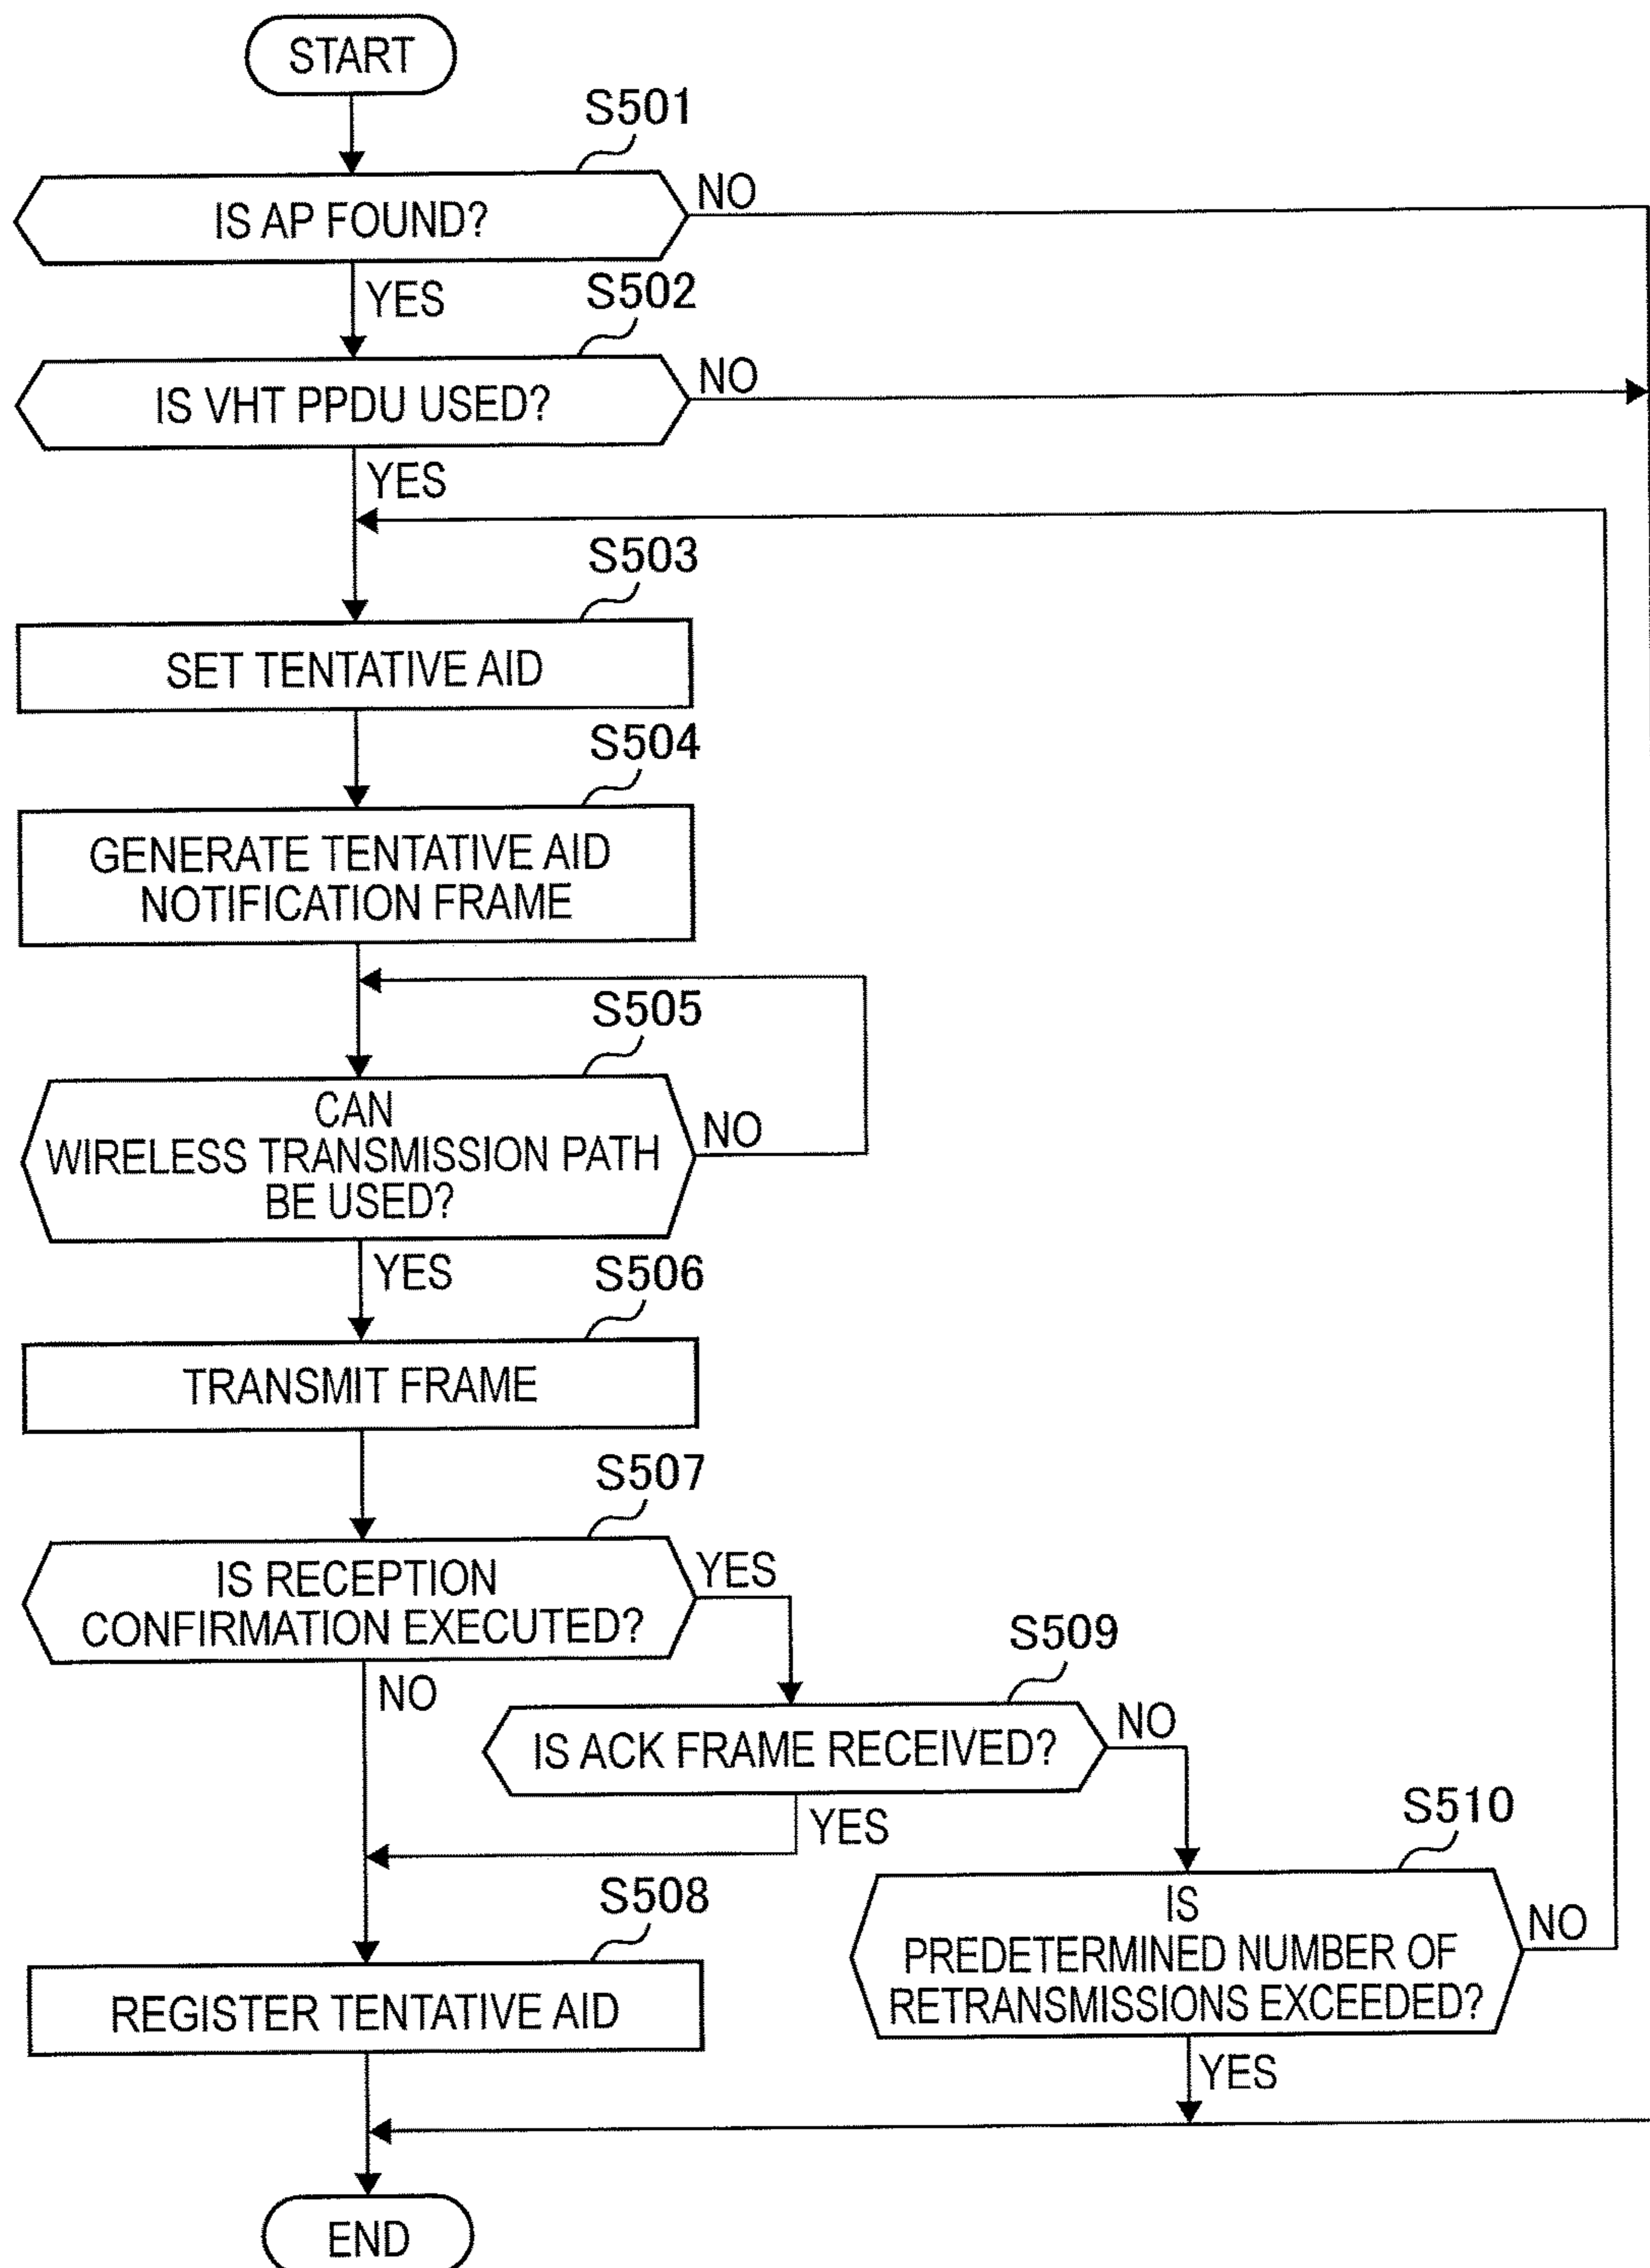 START
S501
IS AP FOUND?
NO
YES
S502
IS VHT PPDU USED?
NO
YES
S503
SET TENTATIVE AID
S504
GENERATE TENTATIVE AID
NOTIFICATION FRAME
S505
CAN
WIRELESS TRANSMISSION PATH
BE USED?
NO
YES
S506
TRANSMIT FRAME
S507
IS RECEPTION
CONFIRMATION EXECUTED?
YES
NO
S509
IS ACK FRAME RECEIVED?
NO
YES
S510
IS
PREDETERMINED NUMBER OF
RETRANSMISSIONS EXCEEDED?
NO
YES
S508
REGISTER TENTATIVE AID
END